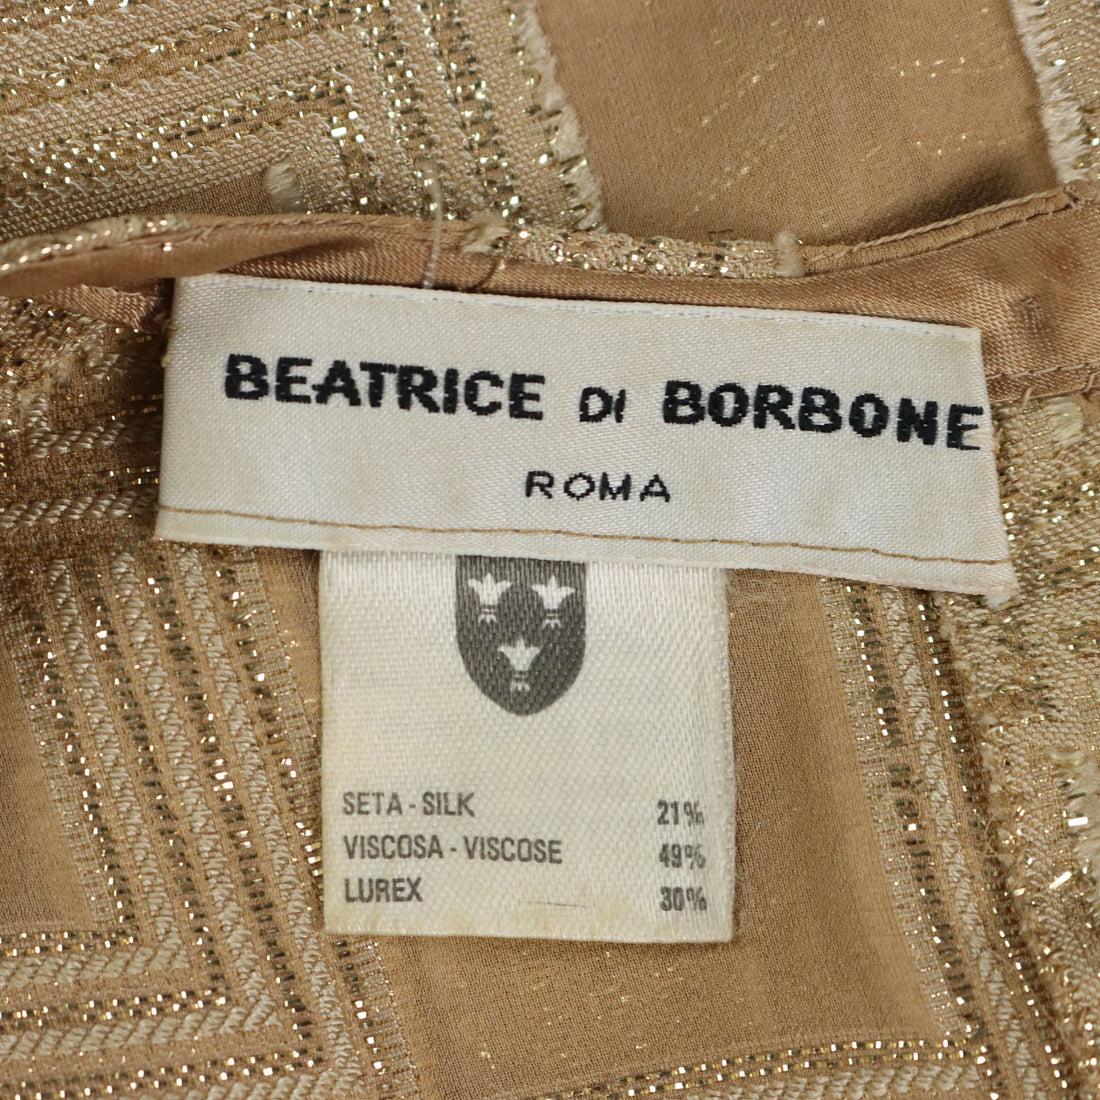 BEATRICE DI BORBONE
ROMA
SETA - SILK 21%
VISCOSA - VISCOSE 49%
LUREX 30%